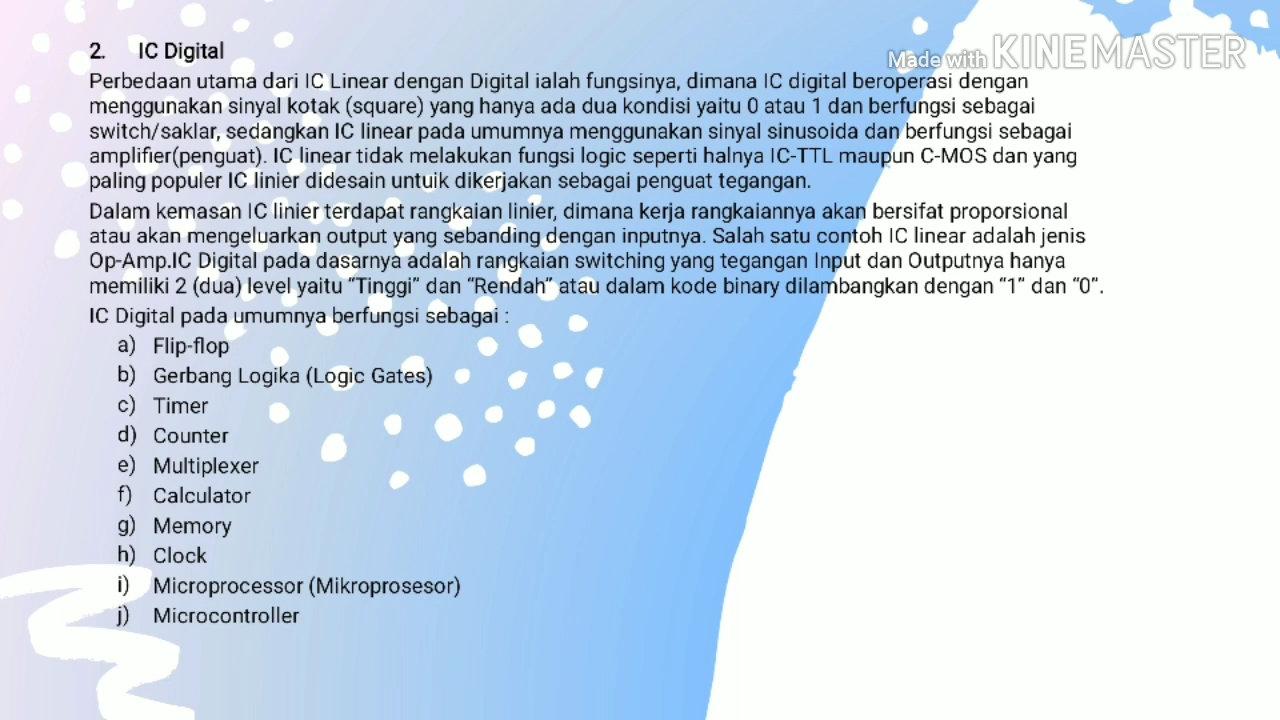 Made with KINEMASTER
2. IC Digital
Perbedaan utama dari IC Linear dengan Digital ialah fungsinya, dimana IC digital beroperasi dengan
menggunakan sinyal kotak (square) yang hanya ada dua kondisi yaitu 0 atau 1 dan berfungsi sebagai
switch/saklar, sedangkan IC linear pada umumnya menggunakan sinyal sinusoida dan berfungsi sebagai
amplifier(penguat). IC linear tidak melakukan fungsi logic seperti halnya IC-TTL maupun C-MOS dan yang
paling populer IC linier didesain untuik dikerjakan sebagai penguat tegangan.
Dalam kemasan IC linier terdapat rangkaian linier, dimana kerja rangkaiannya akan bersifat proporsional
atau akan mengeluarkan output yang sebanding dengan inputnya. Salah satu contoh IC linear adalah jenis
Op-Amp.IC Digital pada dasarnya adalah rangkaian switching yang tegangan Input dan Outputnya hanya
memiliki 2 (dua) level yaitu “Tinggi” dan “Rendah” atau dalam kode binary dilambangkan dengan “1” dan “0”.
IC Digital pada umumnya berfungsi sebagai :
a) Flip-flop
b) Gerbang Logika (Logic Gates)
c) Timer
d) Counter
e) Multiplexer
f) Calculator
g) Memory
h) Clock
i) Microprocessor (Mikroprosesor)
j) Microcontroller